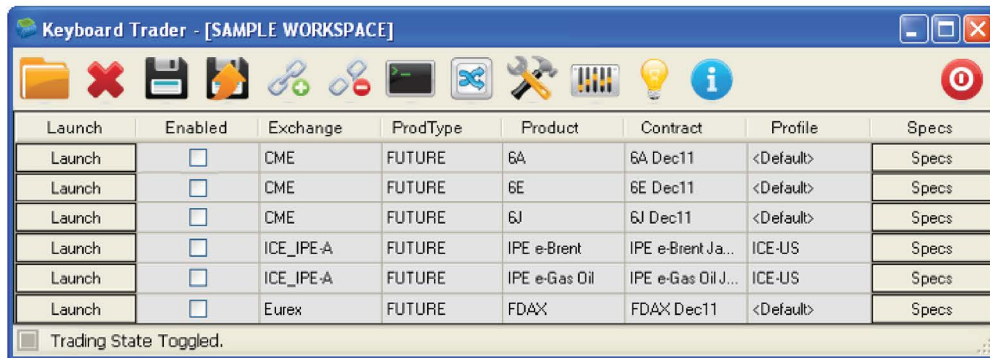 Keyboard Trader - [SAMPLE WORKSPACE]
Launch Enabled Exchange ProdType Product Contract Profile Specs
Launch CME FUTURE 6A 6A Dec11 <Default> Specs
Launch CME FUTURE 6E 6E Dec11 <Default> Specs
Launch CME FUTURE 6J 6J Dec11 <Default> Specs
Launch ICE_IPE-A FUTURE IPE e-Brent IPE e-Brent Ja... ICE-US Specs
Launch ICE_IPE-A FUTURE IPE e-Gas Oil IPE e-Gas Oil J... ICE-US Specs
Launch Eurex FUTURE FDAX FDAX Dec11 <Default> Specs
Trading State Toggled.